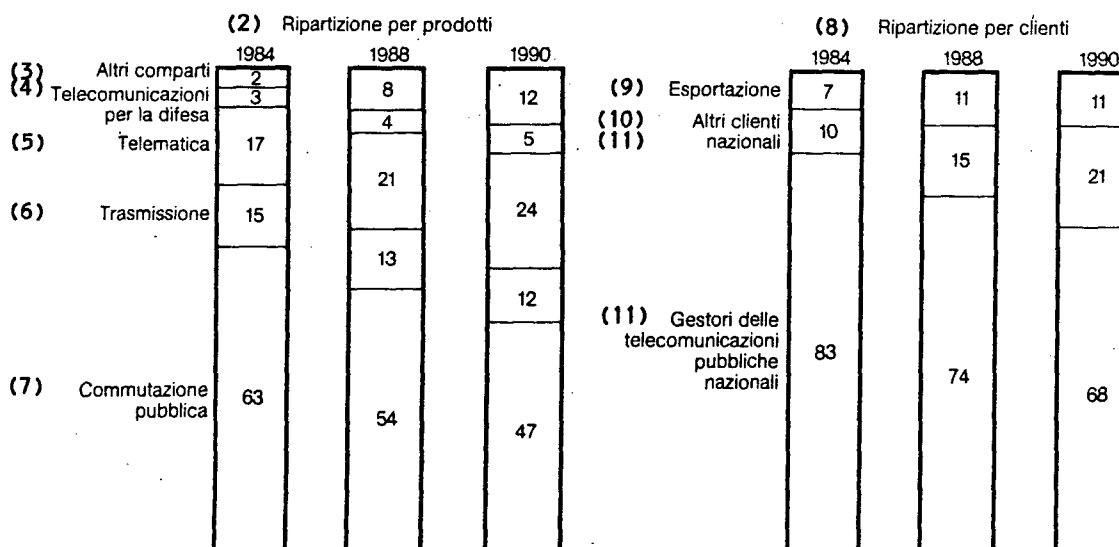 (2) Ripartizione per prodotti
1984 1988 1990
(3) Altri comparti
(4) Telecomunicazioni
per la difesa
(5) Telematica
(6) Trasmissione
(7) Commutazione
pubblica
2 8 12
3 4 5
17 21 24
15 13 12
63 54 47
(8) Ripartizione per clienti
1984 1988 1990
(9) Esportazione
(10) Altri clienti
(11) nazionali
(11) Gestori delle
telecomunicazioni
pubbliche
nazionali
7 11 11
10 15 21
83 74 68